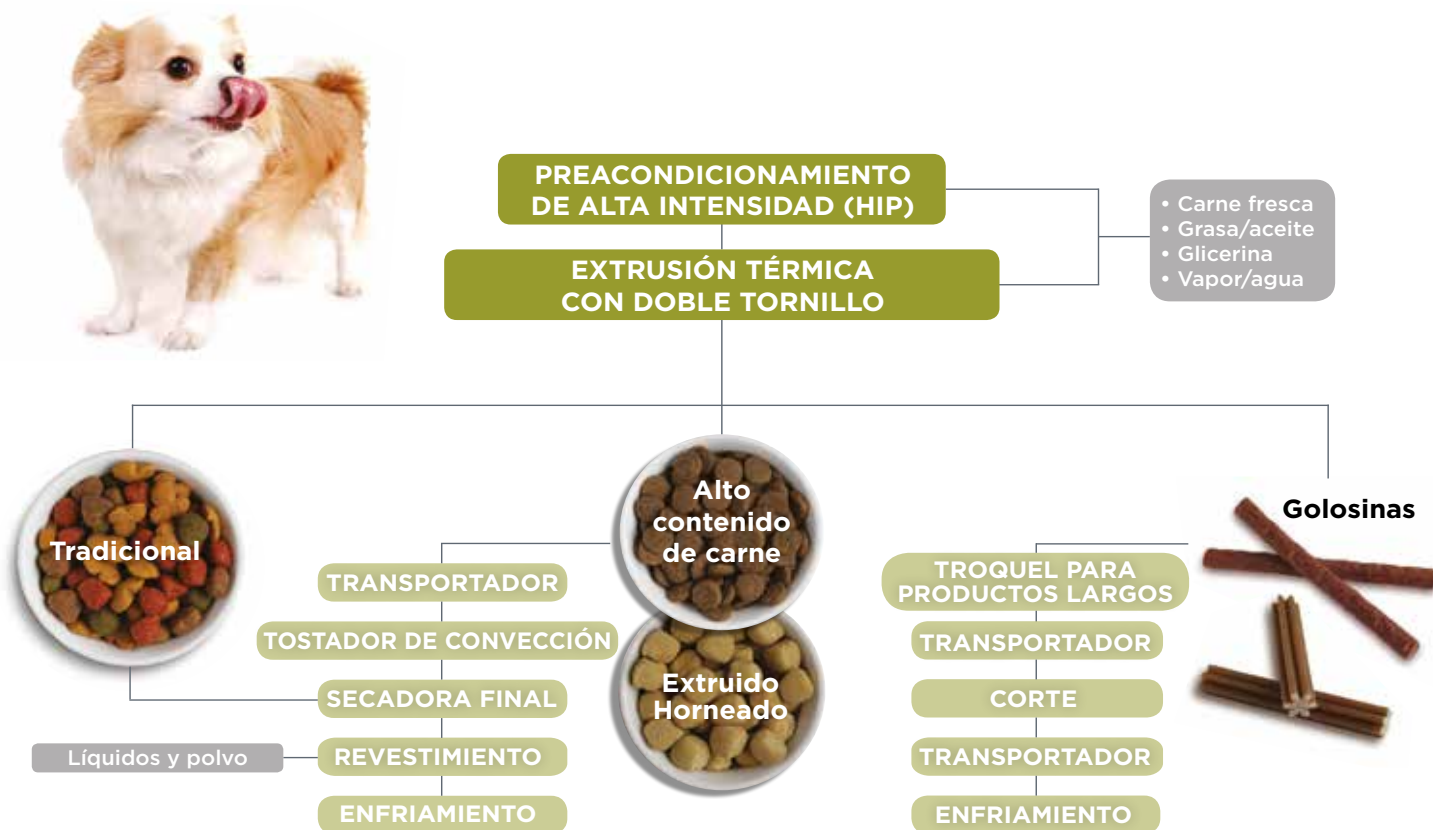 PREACONDICIONAMIENTO
DE ALTA INTENSIDAD (HIP)
• Carne fresca
• Grasa/aceite
• Glicerina
• Vapor/agua
EXTRUSIÓN TÉRMICA
CON DOBLE TORNILLO
Tradicional
Alto
contenido
de carne
Extruido
Horneado
Golosinas
TRANSPORTADOR
TOSTADOR DE CONVECCIÓN
SECADORA FINAL
Líquidos y polvo
REVESTIMIENTO
ENFRIAMIENTO
TROQUEL PARA
PRODUCTOS LARGOS
TRANSPORTADOR
CORTE
TRANSPORTADOR
ENFRIAMIENTO